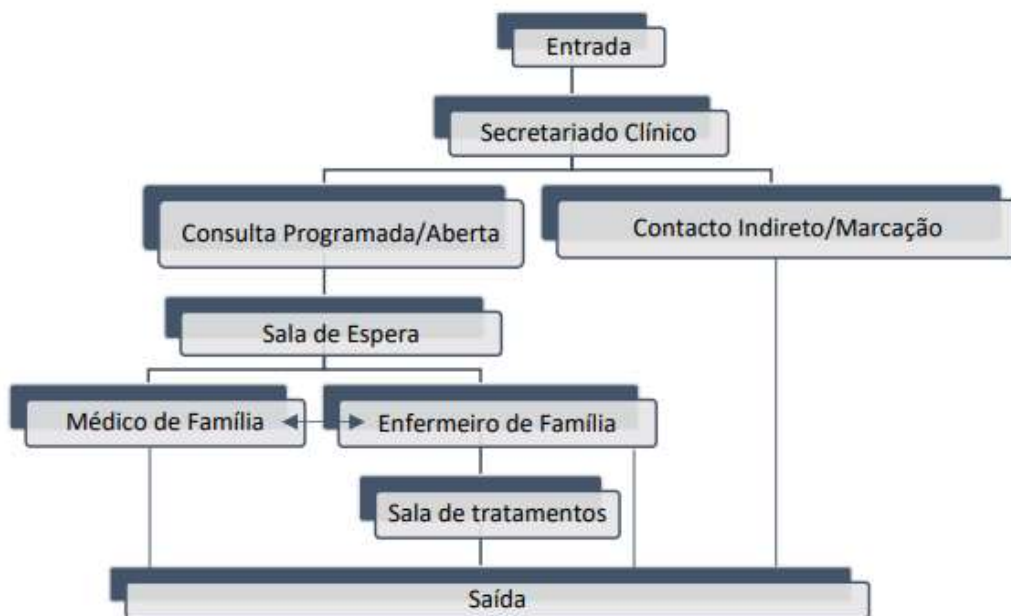 Entrada
Secretariado Clínico
Consulta Programada/Aberta
Contacto Indireto/Marcação
Sala de Espera
Médico de Família
Enfermeiro de Família
Sala de tratamentos
Saída